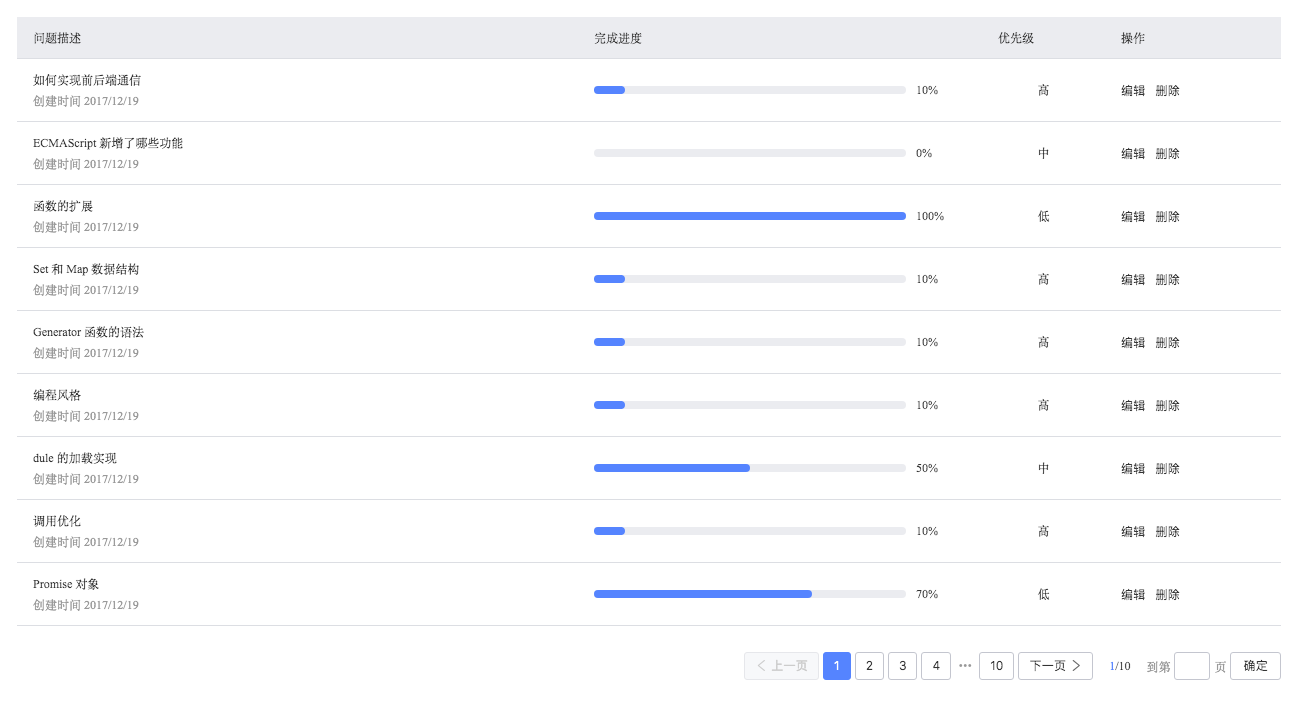 问题描述 完成进度 优先级 操作
如何实现前后端通信
创建时间 2017/12/19
10% 高 编辑 删除
ECMAScript 新增了哪些功能
创建时间 2017/12/19
0% 中 编辑 删除
函数的扩展
创建时间 2017/12/19
100% 低 编辑 删除
Set 和 Map 数据结构
创建时间 2017/12/19
10% 高 编辑 删除
Generator 函数的语法
创建时间 2017/12/19
10% 高 编辑 删除
编程风格
创建时间 2017/12/19
10% 高 编辑 删除
dule 的加载实现
创建时间 2017/12/19
50% 中 编辑 删除
调用优化
创建时间 2017/12/19
10% 高 编辑 删除
Promise 对象
创建时间 2017/12/19
70% 低 编辑 删除
上一页 1 2 3 4 ••• 10 下一页 1/10 到第 页 确定